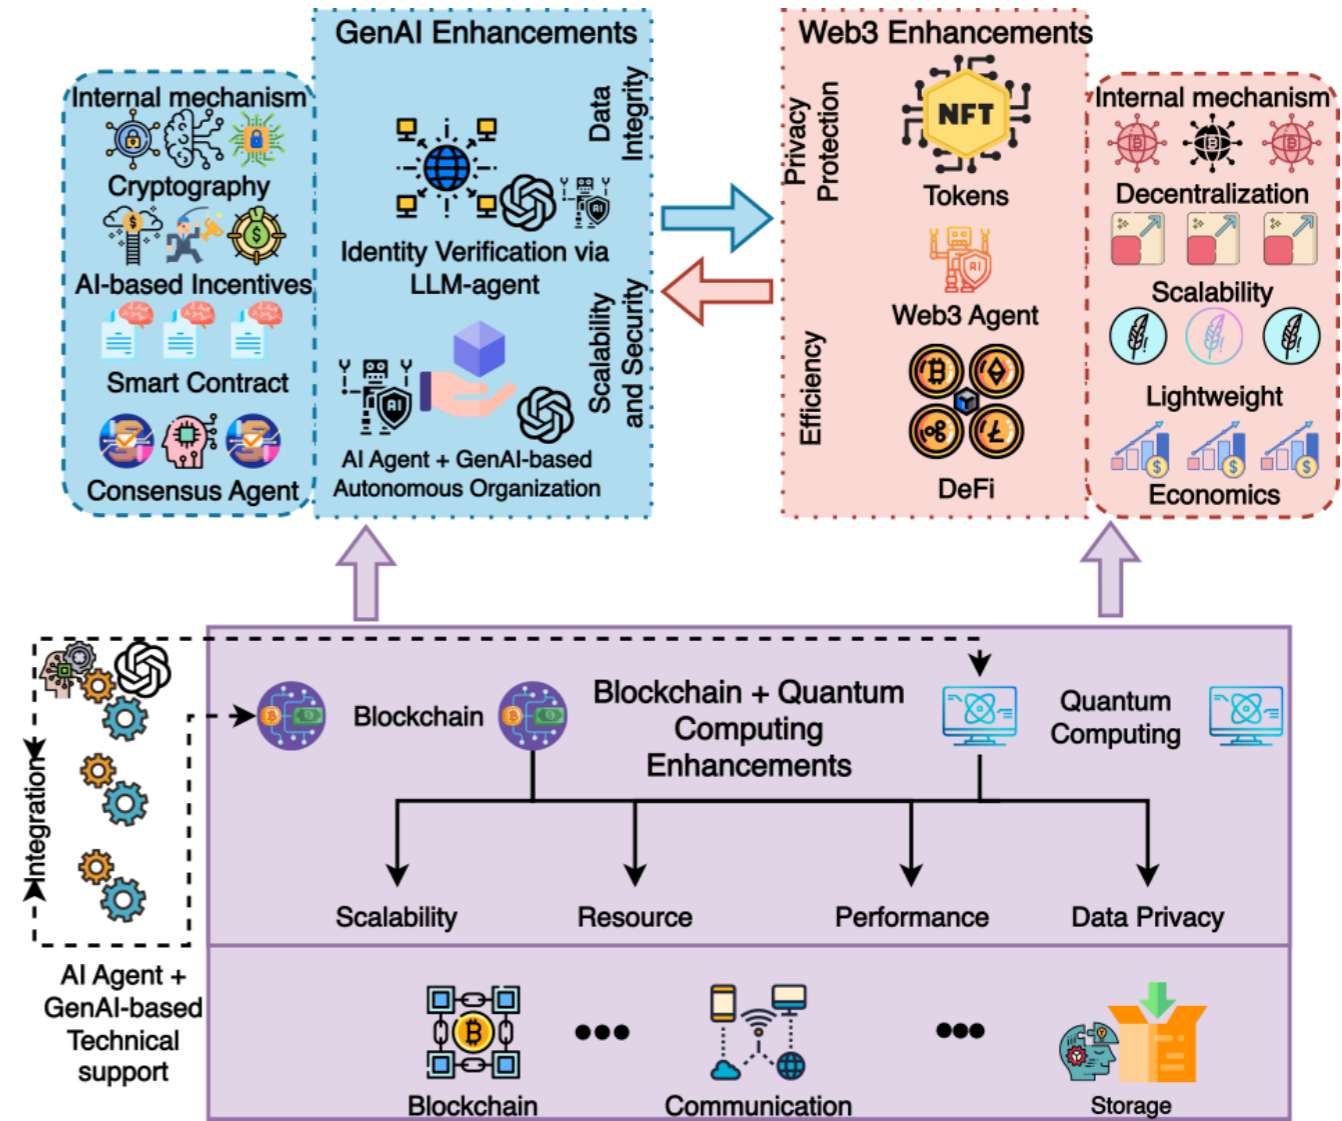 GenAI Enhancements
Internal mechanism
Cryptography
AI-based Incentives
Smart Contract
Consensus Agent
Data
Integrity
AI
Identity Verification via
LLM-agent
Scalability
and Security
AI
AI Agent + GenAI-based
Autonomous Organization
Web3 Enhancements
Privacy
Protection
NFT
Tokens
AI
Web3 Agent
Efficiency
DeFi
Internal mechanism
Decentralization
Scalability
Lightweight
Economics
Integration
AI Agent +
GenAI-based
Technical
support
Blockchain
Blockchain + Quantum
Computing
Enhancements
Quantum
Computing
Scalability
Resource
Performance
Data Privacy
Blockchain
Communication
Storage